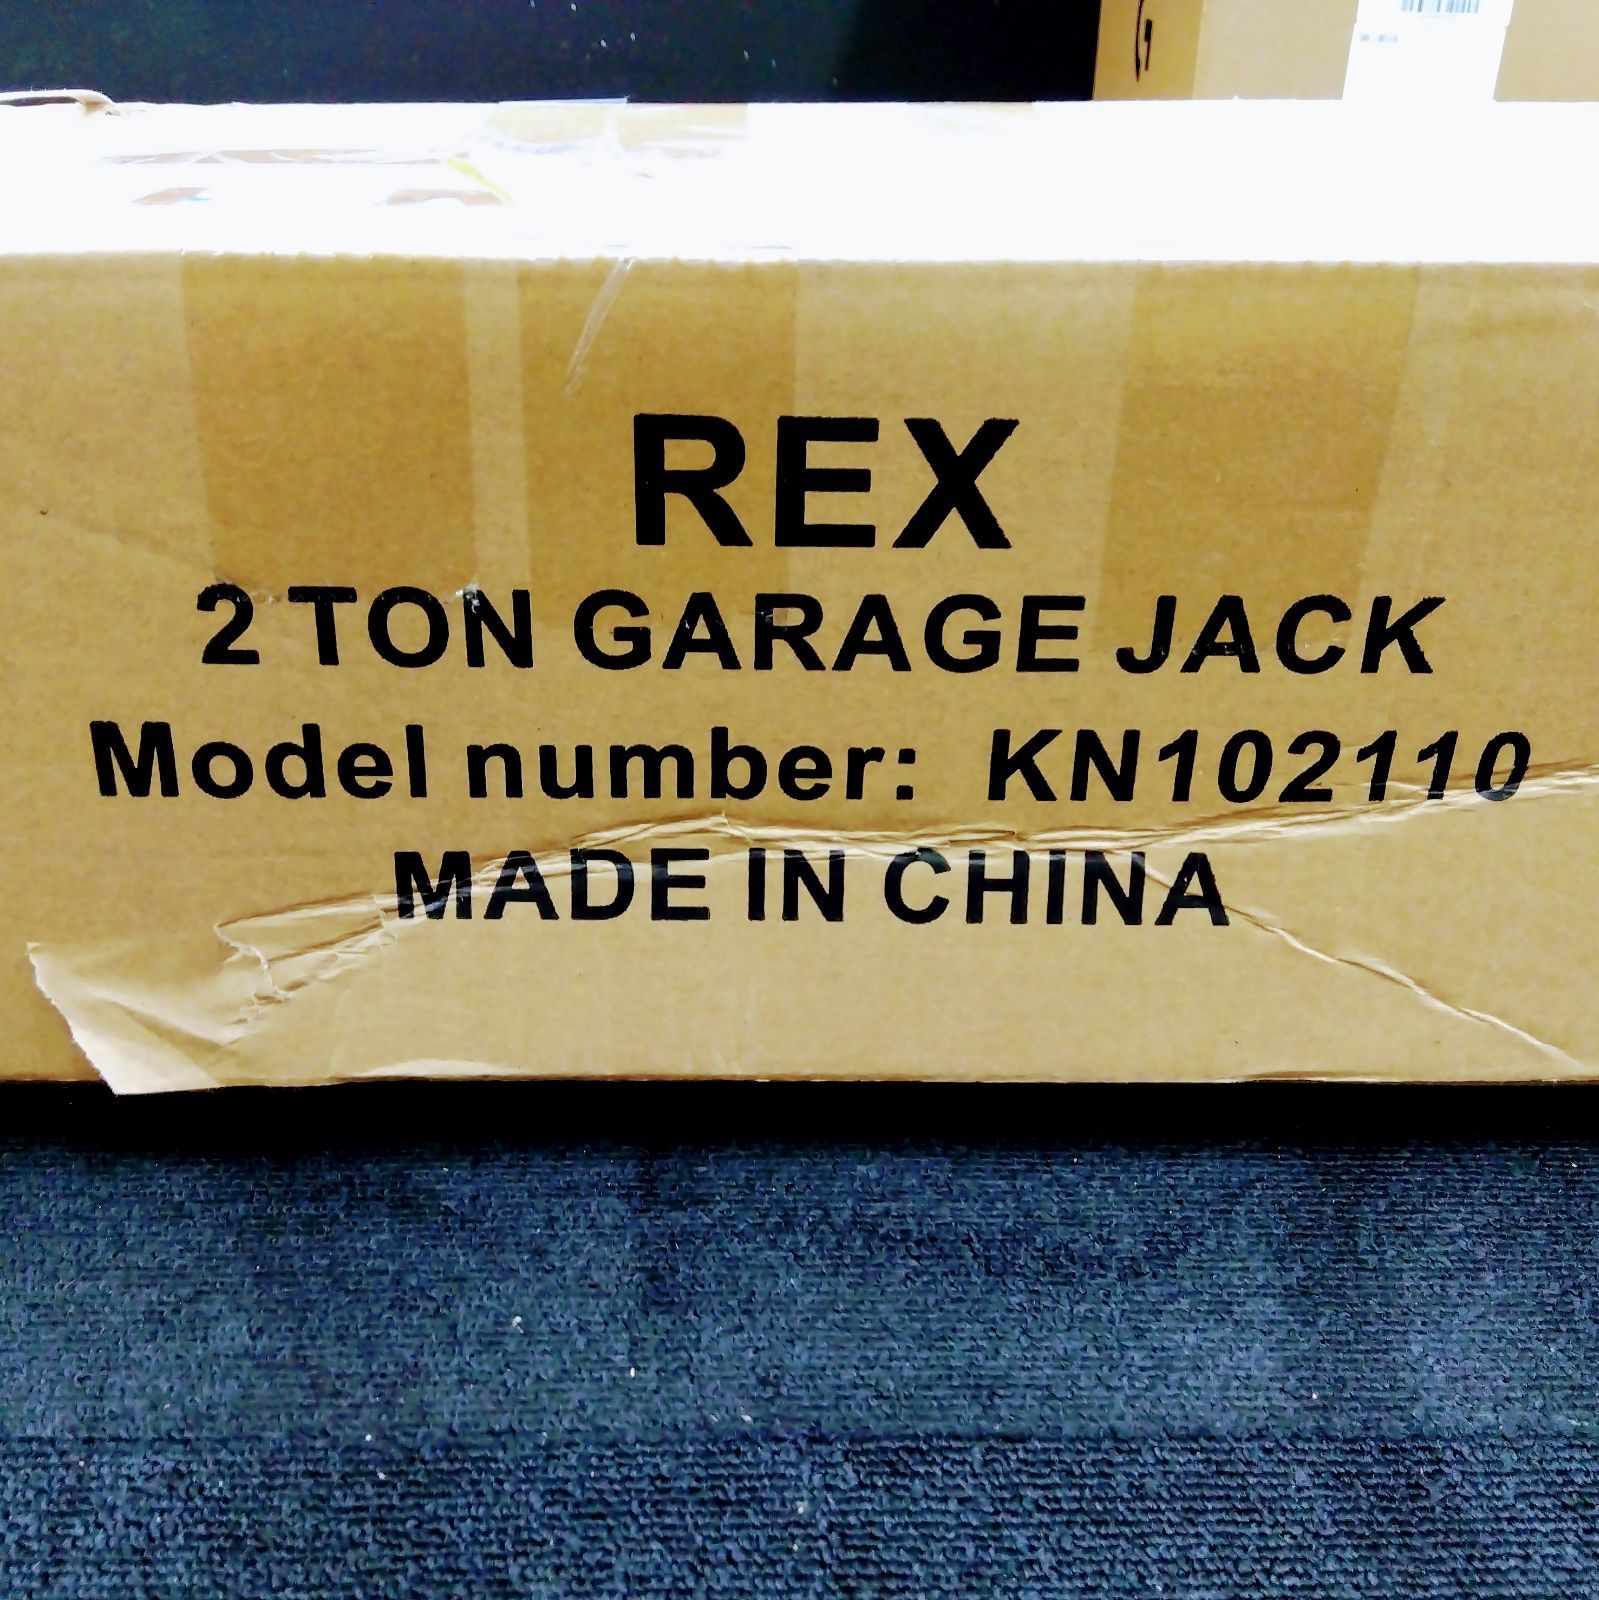 REX
2 TON GARAGE JACK
Model number: KN102110
MADE IN CHINA